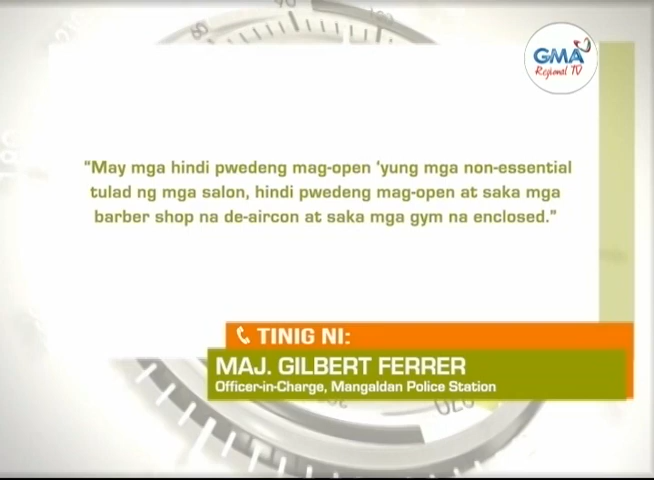 GMA
Regional TV
"May mga hindi pwedeng mag-open 'yung mga non-essential
tulad ng mga salon, hindi pwedeng mag-open at saka mga
barber shop na de-aircon at saka mga gym na enclosed."
TINIG NI:
MAJ. GILBERT FERRER
Officer-in-Charge, Mangaldan Police Station